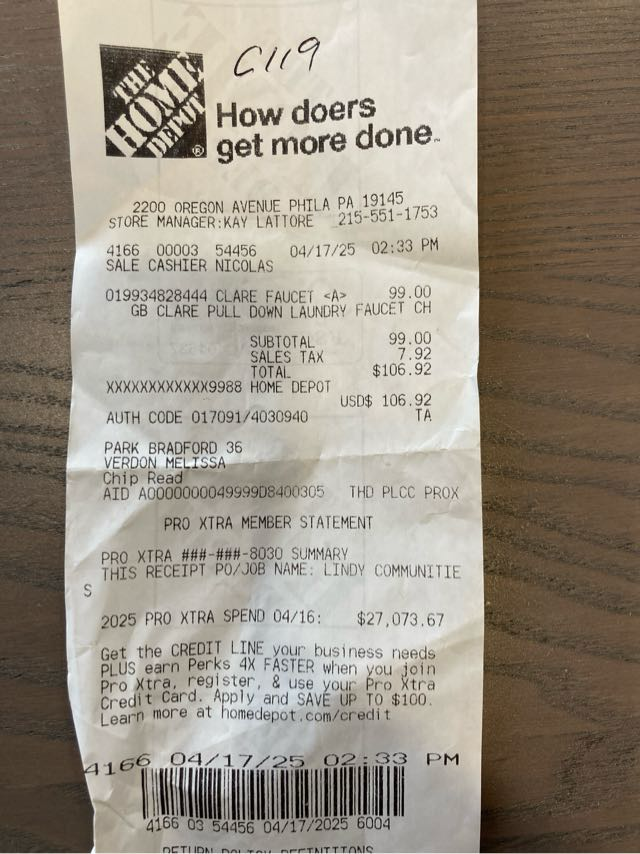 C119
THE
HOME
DEPOT®
How doers
get more done™
2200 OREGON AVENUE PHILA PA 19145
STORE MANAGER:KAY LATTORE 215-551-1753
4166 00003 54456 04/17/25 02:33 PM
SALE CASHIER NICOLAS
019934828444 CLARE FAUCET <A> 99.00
GB CLARE PULL DOWN LAUNDRY FAUCET CH
SUBTOTAL 99.00
SALES TAX 7.92
TOTAL $106.92
XXXXXXXXXXXX9988 HOME DEPOT
USD$ 106.92
AUTH CODE 017091/4030940 TA
PARK BRADFORD 36
VERDON MELISSA
Chip Read
AID A0000000049999D8400305 THD PLCC PROX
PRO XTRA MEMBER STATEMENT
PRO XTRA ###-###-8030 SUMMARY
THIS RECEIPT PO/JOB NAME: LINDY COMMUNITIE
S
2025 PRO XTRA SPEND 04/16: $27,073.67
Get the CREDIT LINE your business needs
PLUS earn Perks 4X FASTER when you join
Pro Xtra, register, & use your Pro Xtra
Credit Card. Apply and SAVE UP TO $100.
Learn more at homedepot.com/credit
4166 04/17/25 02:33 PM
4166 03 54456 04/17/2025 6004
RETURN POLICY DEFINITIONS